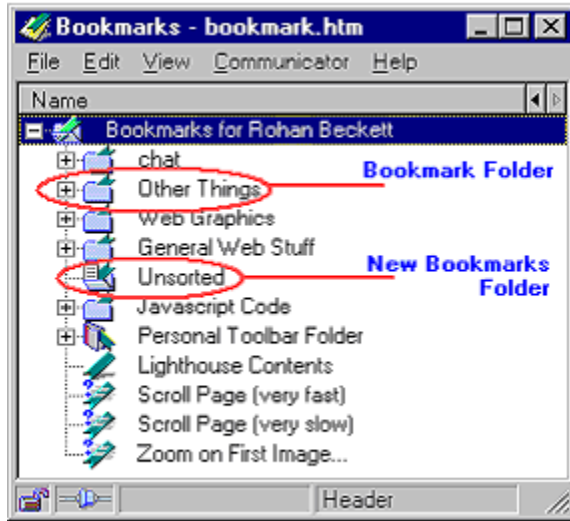 Bookmarks - bookmark.htm
File Edit View Communicator Help
Name
Bookmarks for Rohan Beckett
chat
Bookmark Folder
Other Things
Web Graphics
General Web Stuff
New Bookmarks
Folder
Unsorted
Javascript Code
Personal Toolbar Folder
Lighthouse Contents
Scroll Page (very fast)
Scroll Page (very slow)
Zoom on First Image...
Header